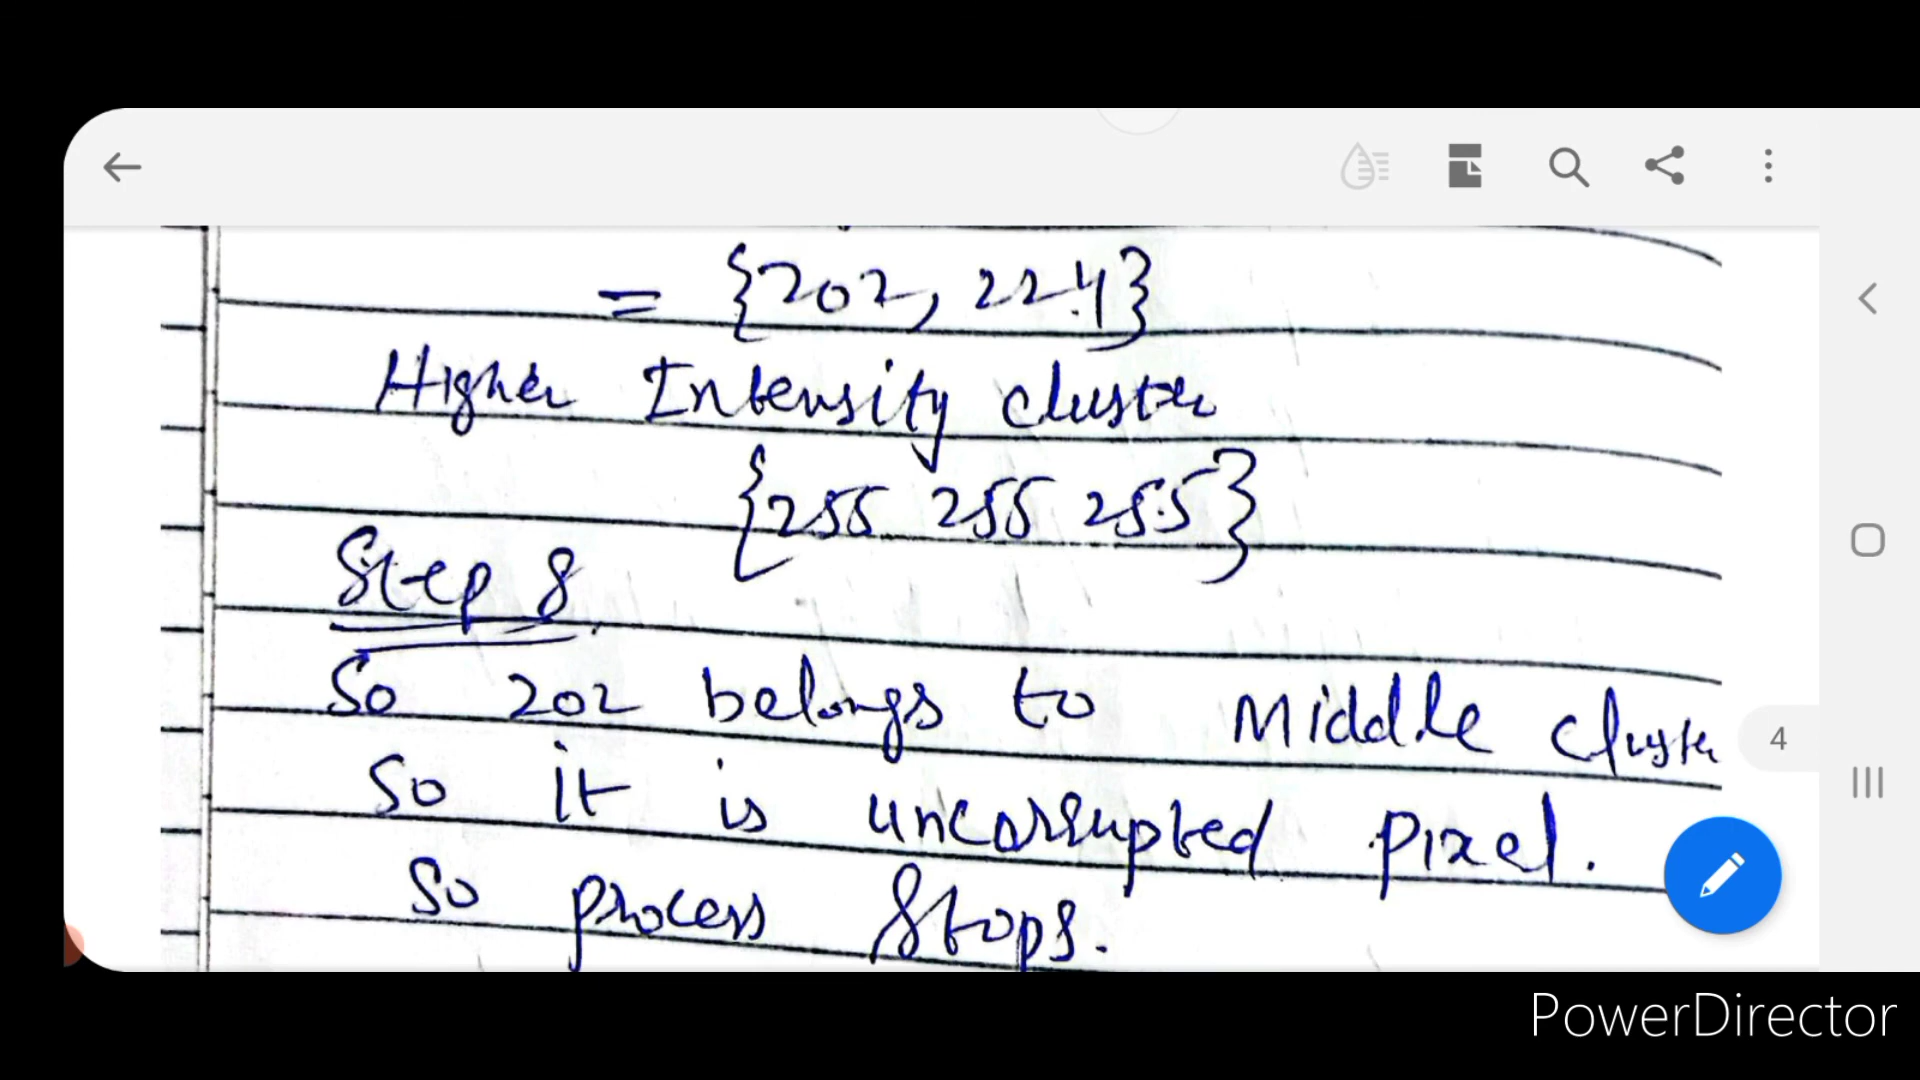 = {202, 224}
Higher Intensity cluster
{255 255 255}
Step 8
So 202 belongs to Middle cluster
4
So it is uncorrupted pixel.
So process stops.
PowerDirector